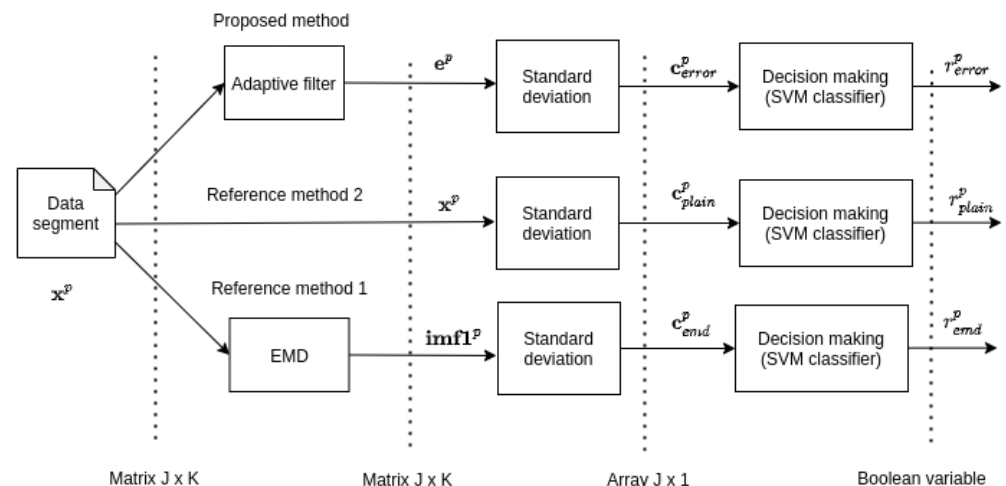 Proposed method
Adaptive filter
e^p
Standard
deviation
c^p_error
Decision making
(SVM classifier)
r^p_error
Data
segment
x^p
Reference method 2
x^p
Standard
deviation
c^p_plain
Decision making
(SVM classifier)
r^p_plain
Reference method 1
EMD
imf1^p
Standard
deviation
c^p_emd
Decision making
(SVM classifier)
r^p_emd
Matrix J x K
Matrix J x K
Array J x 1
Boolean variable